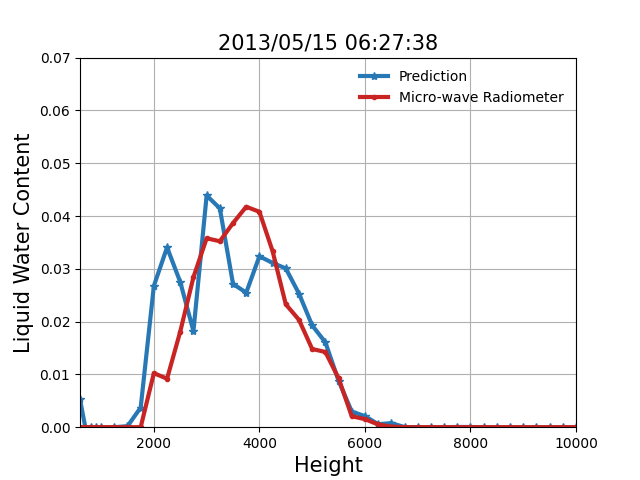 2013/05/15 06:27:38
0.07
0.06
0.05
0.04
0.03
0.02
0.01
0.00
Liquid Water Content
Prediction
Micro-wave Radiometer
2000 4000 6000 8000 10000
Height